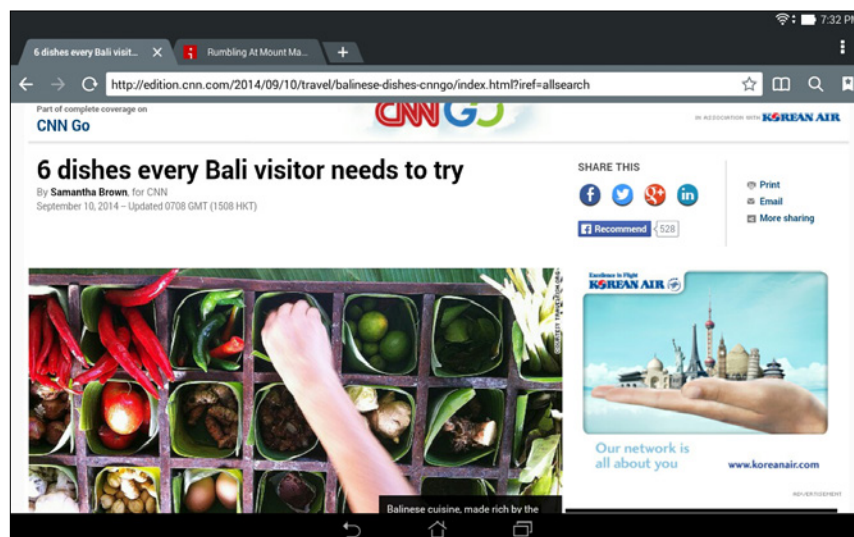 7:32 PM
6 dishes every Bali visit...
Rumbling At Mount Ma...
http://edition.cnn.com/2014/09/10/travel/balinese-dishes-cnngo/index.html?iref=allsearch
Part of complete coverage on
CNN Go
CNN GO
IN ASSOCIATION WITH KOREAN AIR
6 dishes every Bali visitor needs to try
By Samantha Brown, for CNN
September 10, 2014 – Updated 0708 GMT (1508 HKT)
SHARE THIS
Print
Email
More sharing
Recommend 528
Excellence in Flight
KOREAN AIR
Our network is
all about you
www.koreanair.com
ADVERTISEMENT
Balinese cuisine, made rich by the